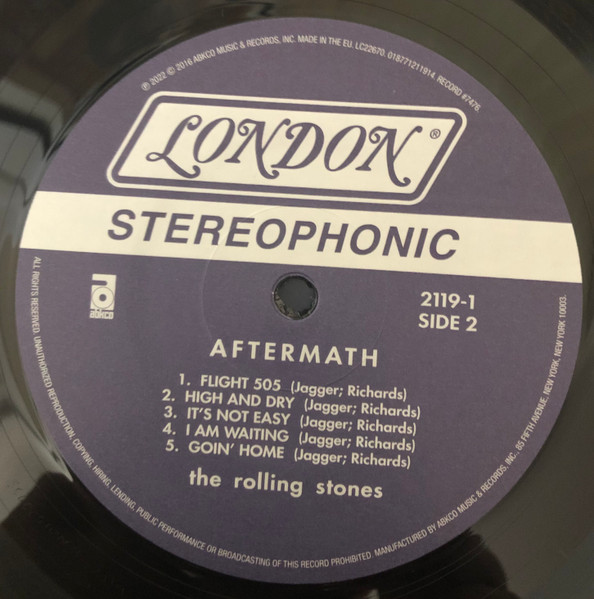 ℗ 2022 © 2016 ABKCO MUSIC & RECORDS, INC. MADE IN THE EU. LC22670. 018771211914. RECORD #7476
LONDON®
STEREOPHONIC
abkco
2119-1
SIDE 2
AFTERMATH
1. FLIGHT 505 (Jagger; Richards)
2. HIGH AND DRY (Jagger; Richards)
3. IT'S NOT EASY (Jagger; Richards)
4. I AM WAITING (Jagger; Richards)
5. GOIN' HOME (Jagger; Richards)
the rolling stones
ALL RIGHTS RESERVED. UNAUTHORIZED REPRODUCTION, COPYING, HIRING, LENDING, PUBLIC PERFORMANCE OR BROADCASTING OF THIS RECORD PROHIBITED. MANUFACTURED BY ABKCO MUSIC & RECORDS, INC. 85 FIFTH AVENUE, NEW YORK, NEW YORK 10003.